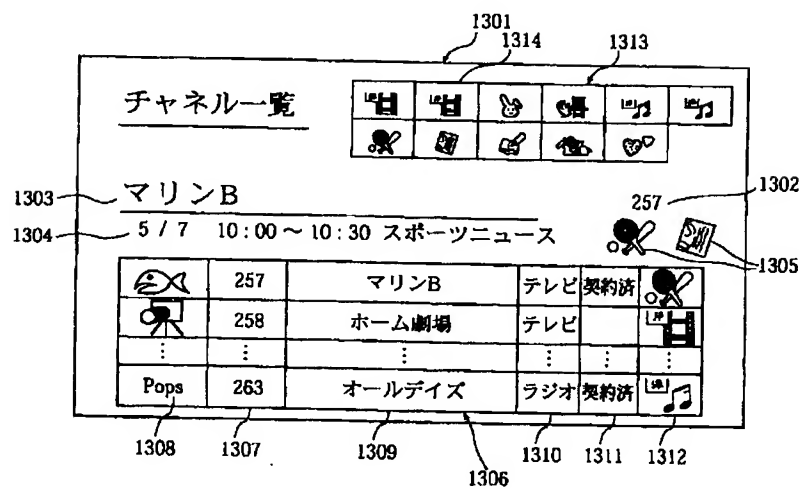 1301
1314
1313
チャネル一覧
1302
257
1303
マリンB
1304
5 / 7 10:00～10:30 スポーツニュース
1305
257 マリンB テレビ 契約済
258 ホーム劇場 テレビ
⋮ ⋮ ⋮ ⋮ ⋮ ⋮
Pops 263 オールデイズ ラジオ 契約済
1308 1307 1309 1306 1310 1311 1312